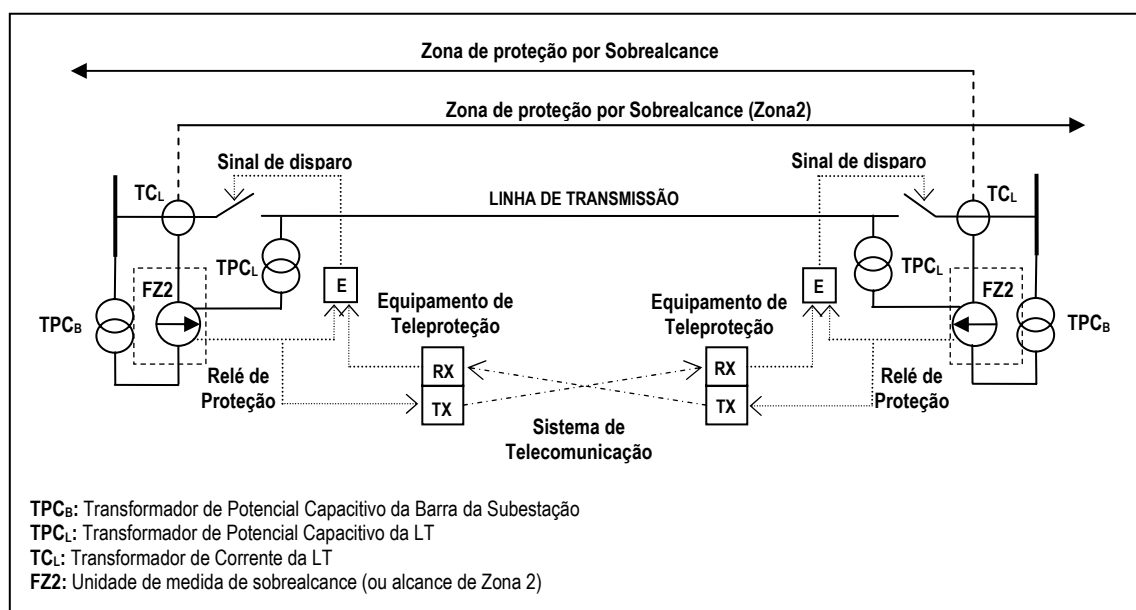 Zona de proteção por Sobrealcance
Zona de proteção por Sobrealcance (Zona2)
Sinal de disparo
Sinal de disparo
TCL
LINHA DE TRANSMISSÃO
TCL
TPCL
TPCL
FZ2
E
E
FZ2
TPCB
Equipamento de
Teleproteção
Equipamento de
Teleproteção
TPCB
Relé de
Proteção
RX
TX
RX
TX
Relé de
Proteção
Sistema de
Telecomunicação
TPCB: Transformador de Potencial Capacitivo da Barra da Subestação
TPCL: Transformador de Potencial Capacitivo da LT
TCL: Transformador de Corrente da LT
FZ2: Unidade de medida de sobrealcance (ou alcance de Zona 2)